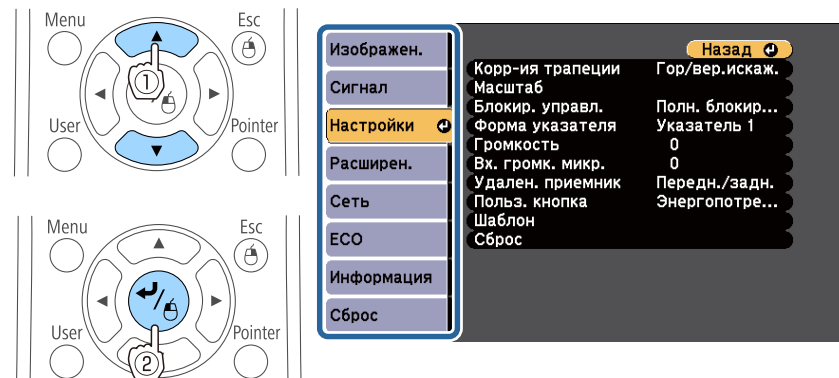 Menu
Esc
1
User
Pointer
Menu
Esc
User
Pointer
2
Изображен.
Сигнал
Настройки
Расширен.
Сеть
ECO
Информация
Сброс
Назад
Корр-ия трапеции Гор/вер.искаж.
Масштаб
Блокир. управл. Полн. блокир...
Форма указателя Указатель 1
Громкость 0
Вх. громк. микр. 0
Удален. приемник Передн./задн.
Польз. кнопка Энергопотре...
Шаблон
Сброс